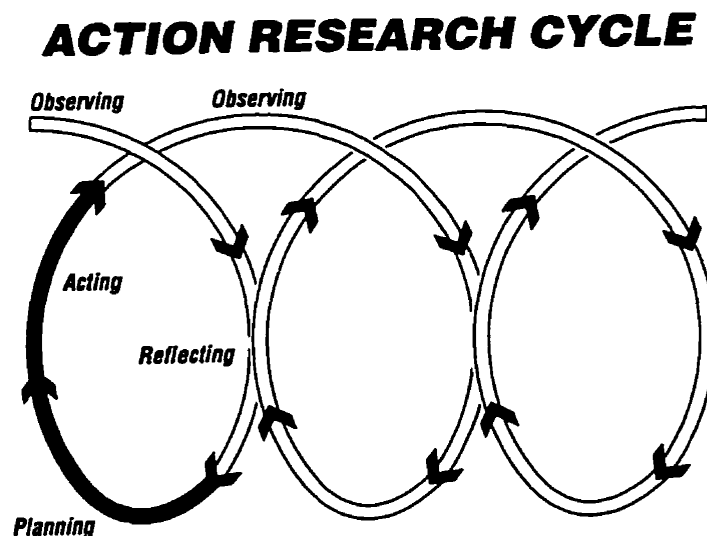 ACTION RESEARCH CYCLE
Observing
Observing
Acting
Reflecting
Planning